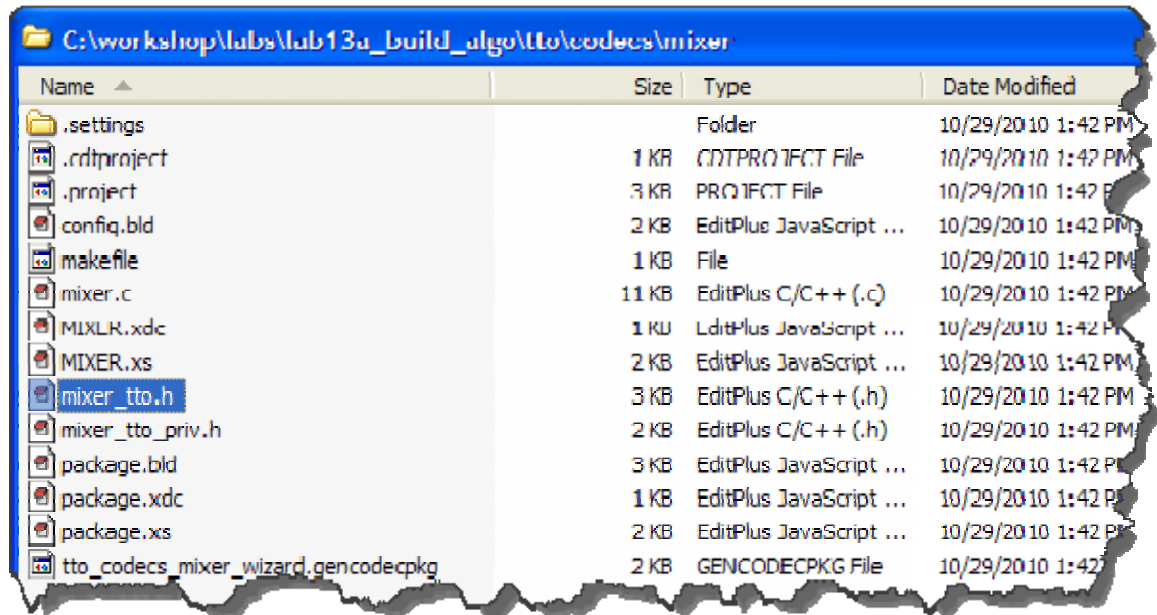 C:\workshop\labs\lab13a_build_algo\tto\codecs\mixer
Name Size Type Date Modified
.settings Folder 10/29/2010 1:42 PM
.cdtproject 1 KB CDTPROJECT File 10/29/2010 1:42 PM
.project 3 KB PROJECT File 10/29/2010 1:42
config.bld 2 KB EditPlus JavaScript ... 10/29/2010 1:42 PM
makefile 1 KB File 10/29/2010 1:42 PM
mixer.c 11 KB EditPlus C/C++ (.c) 10/29/2010 1:42 PM
MIXER.xdc 1 KB EditPlus JavaScript ... 10/29/2010 1:42
MIXER.xs 2 KB EditPlus JavaScript ... 10/29/2010 1:42 PM
mixer_tto.h 3 KB EditPlus C/C++ (.h) 10/29/2010 1:42 PM
mixer_tto_priv.h 2 KB EditPlus C/C++ (.h) 10/29/2010 1:42 PM
package.bld 3 KB EditPlus JavaScript ... 10/29/2010 1:42
package.xdc 1 KB EditPlus JavaScript ... 10/29/2010 1:42
package.xs 2 KB EditPlus JavaScript ... 10/29/2010 1:42
tto_codecs_mixer_wizard.gencodecpkg 2 KB GENCODECPKG File 10/29/2010 1:42